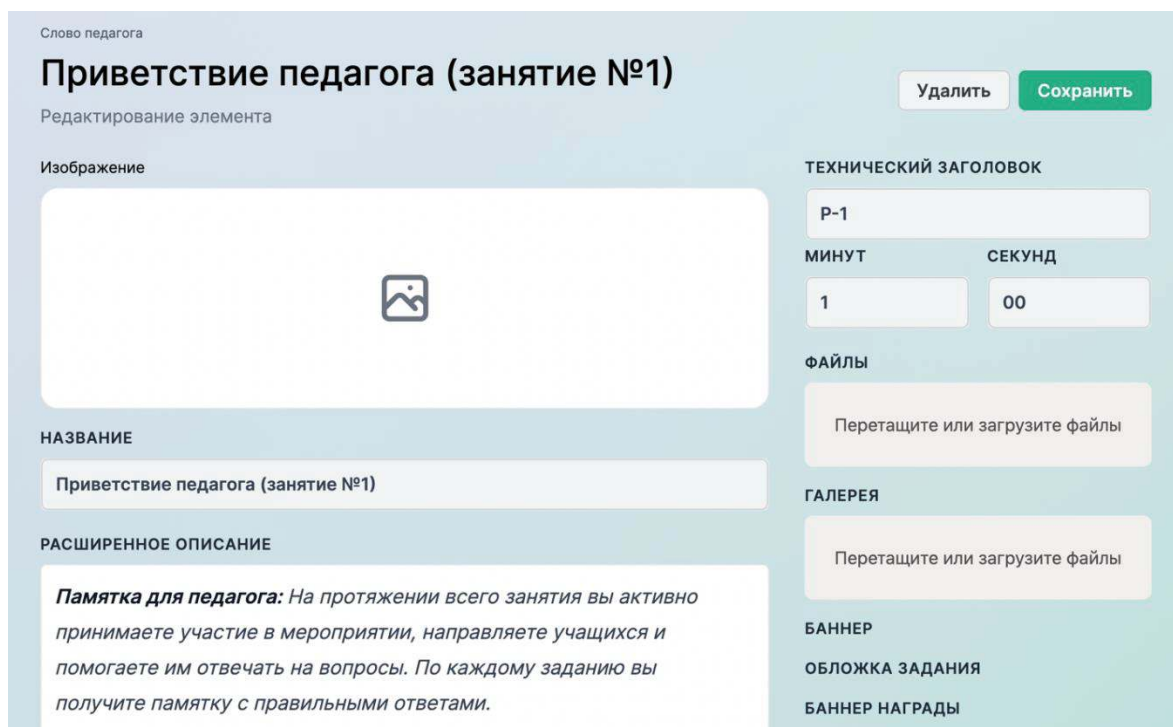 Слово педагога
Приветствие педагога (занятие №1)
Редактирование элемента
Удалить
Сохранить
Изображение
НАЗВАНИЕ
Приветствие педагога (занятие №1)
РАСШИРЕННОЕ ОПИСАНИЕ
Памятка для педагога: На протяжении всего занятия вы активно
принимаете участие в мероприятии, направляете учащихся и
помогаете им отвечать на вопросы. По каждому заданию вы
получите памятку с правильными ответами.
ТЕХНИЧЕСКИЙ ЗАГОЛОВОК
P-1
МИНУТ
СЕКУНД
1
00
ФАЙЛЫ
Перетащите или загрузите файлы
ГАЛЕРЕЯ
Перетащите или загрузите файлы
БАННЕР
ОБЛОЖКА ЗАДАНИЯ
БАННЕР НАГРАДЫ